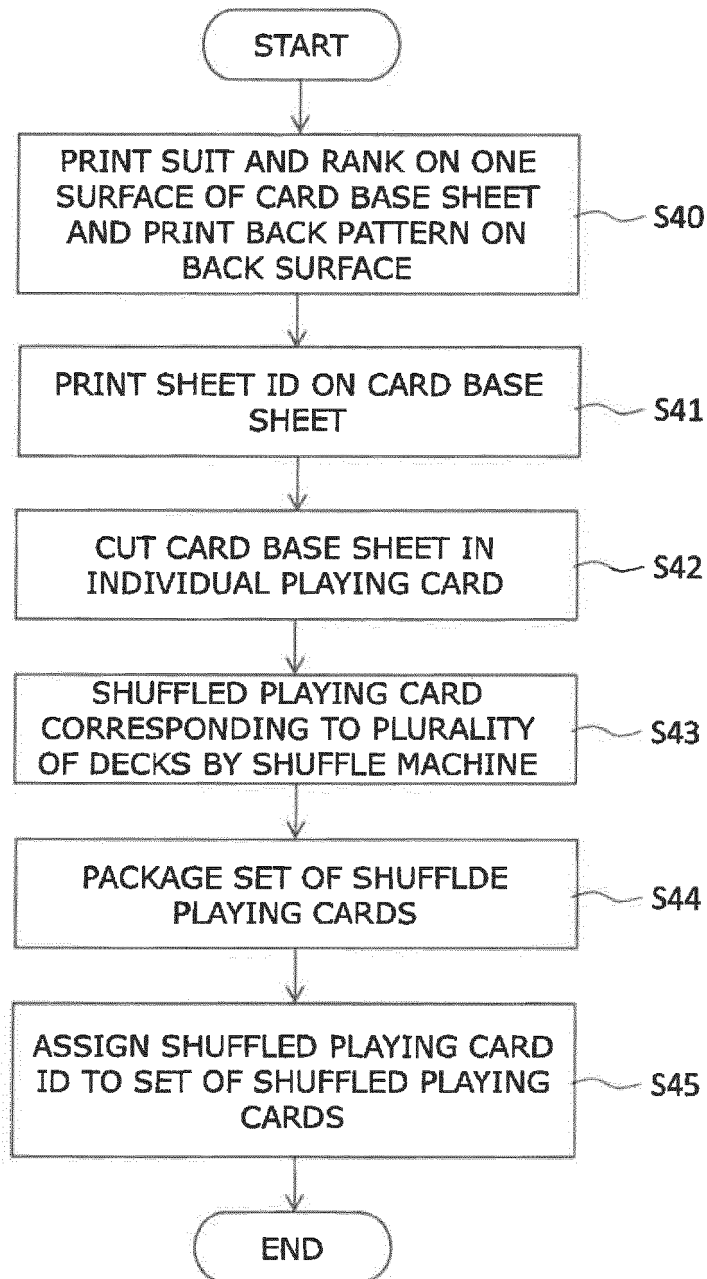 START
PRINT SUIT AND RANK ON ONE
SURFACE OF CARD BASE SHEET
AND PRINT BACK PATTERN ON
BACK SURFACE
S40
PRINT SHEET ID ON CARD BASE
SHEET
S41
CUT CARD BASE SHEET IN
INDIVIDUAL PLAYING CARD
S42
SHUFFLED PLAYING CARD
CORRESPONDING TO PLURALITY
OF DECKS BY SHUFFLE MACHINE
S43
PACKAGE SET OF SHUFFLDE
PLAYING CARDS
S44
ASSIGN SHUFFLED PLAYING CARD
ID TO SET OF SHUFFLED PLAYING
CARDS
S45
END